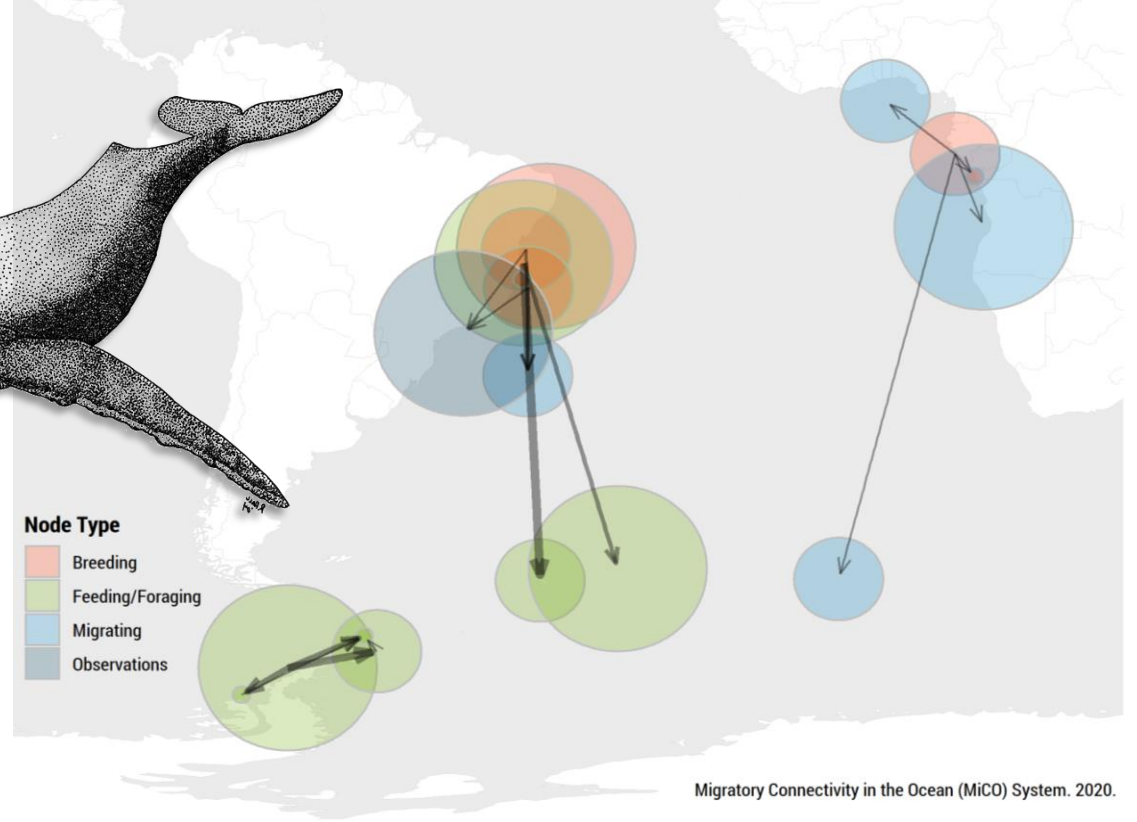 Node Type
Breeding
Feeding/Foraging
Migrating
Observations
Migratory Connectivity in the Ocean (MiCO) System. 2020.